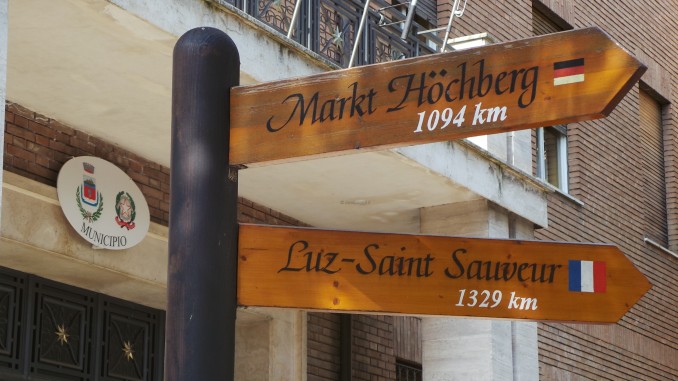 Markt Höchberg
1094 km
MUNICIPIO
Luz-Saint Sauveur
1329 km